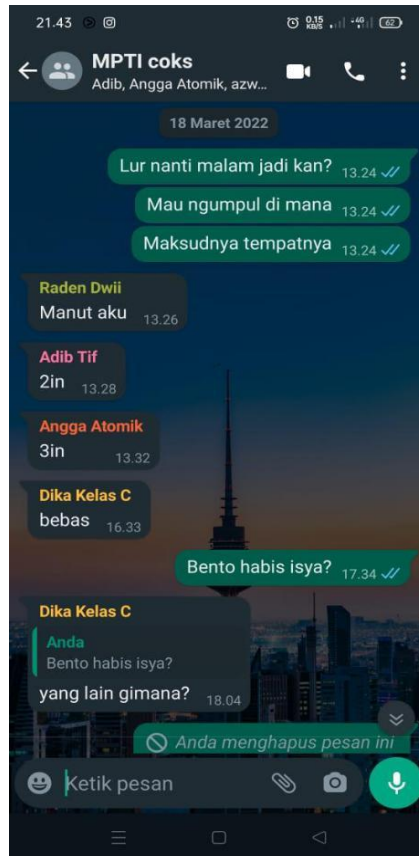 21.43
0,15
KB/S
4G
62
MPTI coks
Adib, Angga Atomik, azw...
18 Maret 2022
Lur nanti malam jadi kan? 13.24
Mau ngumpul di mana 13.24
Maksudnya tempatnya 13.24
Raden Dwii
Manut aku 13.26
Adib Tif
2in 13.28
Angga Atomik
3in 13.32
Dika Kelas C
bebas 16.33
Bento habis isya? 17.34
Dika Kelas C
Anda
Bento habis isya?
yang lain gimana? 18.04
Anda menghapus pesan ini
Ketik pesan